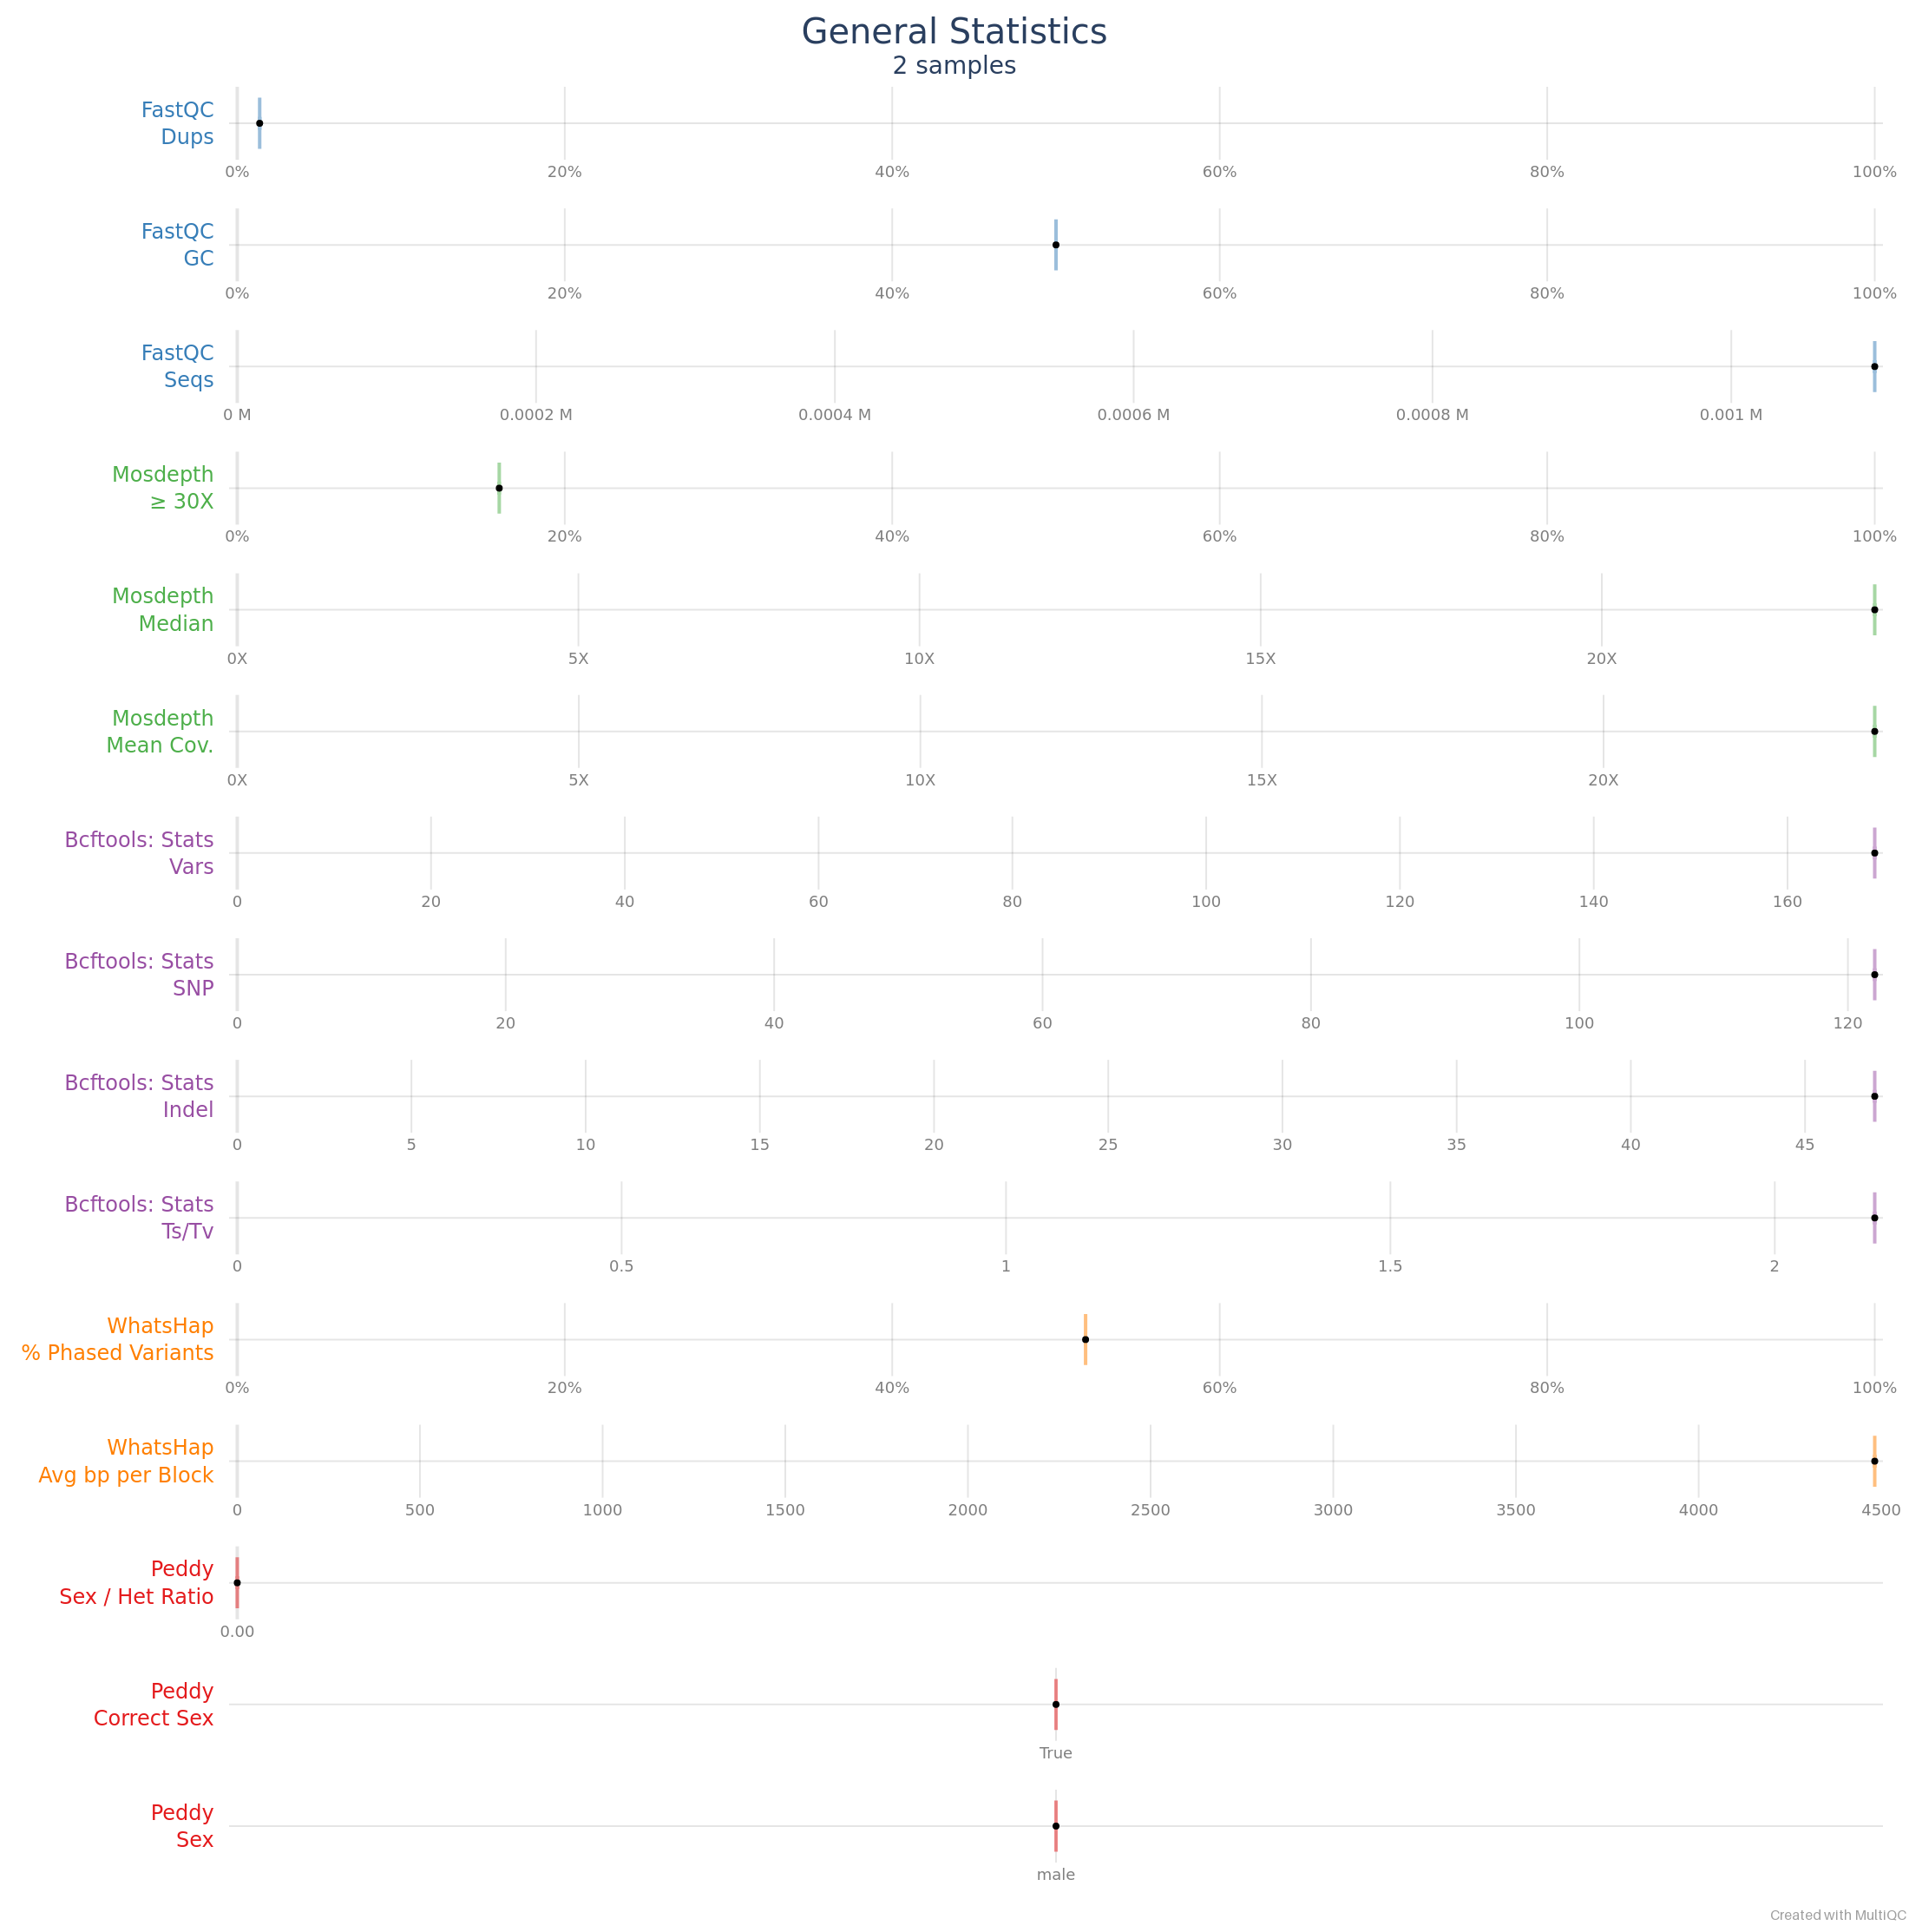 General Statistics
2 samples
FastQC
Dups
0% 20% 40% 60% 80% 100%
FastQC
GC
0% 20% 40% 60% 80% 100%
FastQC
Seqs
0 M 0.0002 M 0.0004 M 0.0006 M 0.0008 M 0.001 M
Mosdepth
≥ 30X
0% 20% 40% 60% 80% 100%
Mosdepth
Median
0X 5X 10X 15X 20X
Mosdepth
Mean Cov.
0X 5X 10X 15X 20X
Bcftools: Stats
Vars
0 20 40 60 80 100 120 140 160
Bcftools: Stats
SNP
0 20 40 60 80 100 120
Bcftools: Stats
Indel
0 5 10 15 20 25 30 35 40 45
Bcftools: Stats
Ts/Tv
0 0.5 1 1.5 2
WhatsHap
% Phased Variants
0% 20% 40% 60% 80% 100%
WhatsHap
Avg bp per Block
0 500 1000 1500 2000 2500 3000 3500 4000 4500
Peddy
Sex / Het Ratio
0.00
Peddy
Correct Sex
True
Peddy
Sex
male
Created with MultiQC